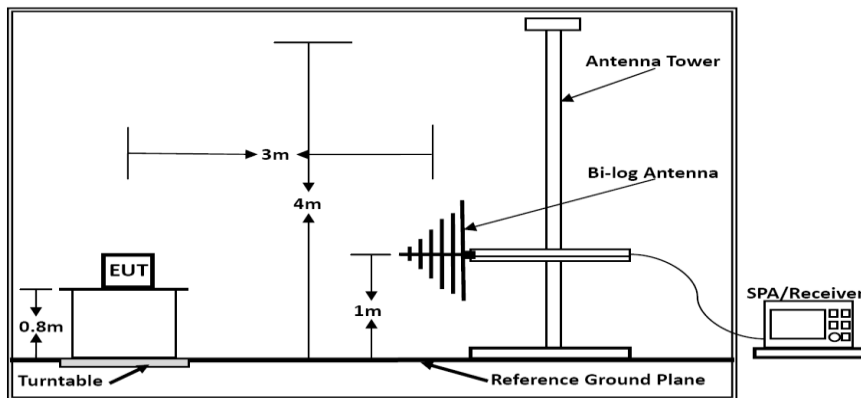 Antenna Tower
3m
Bi-log Antenna
4m
EUT
1m
SPA/Receiver
0.8m
Turntable
Reference Ground Plane